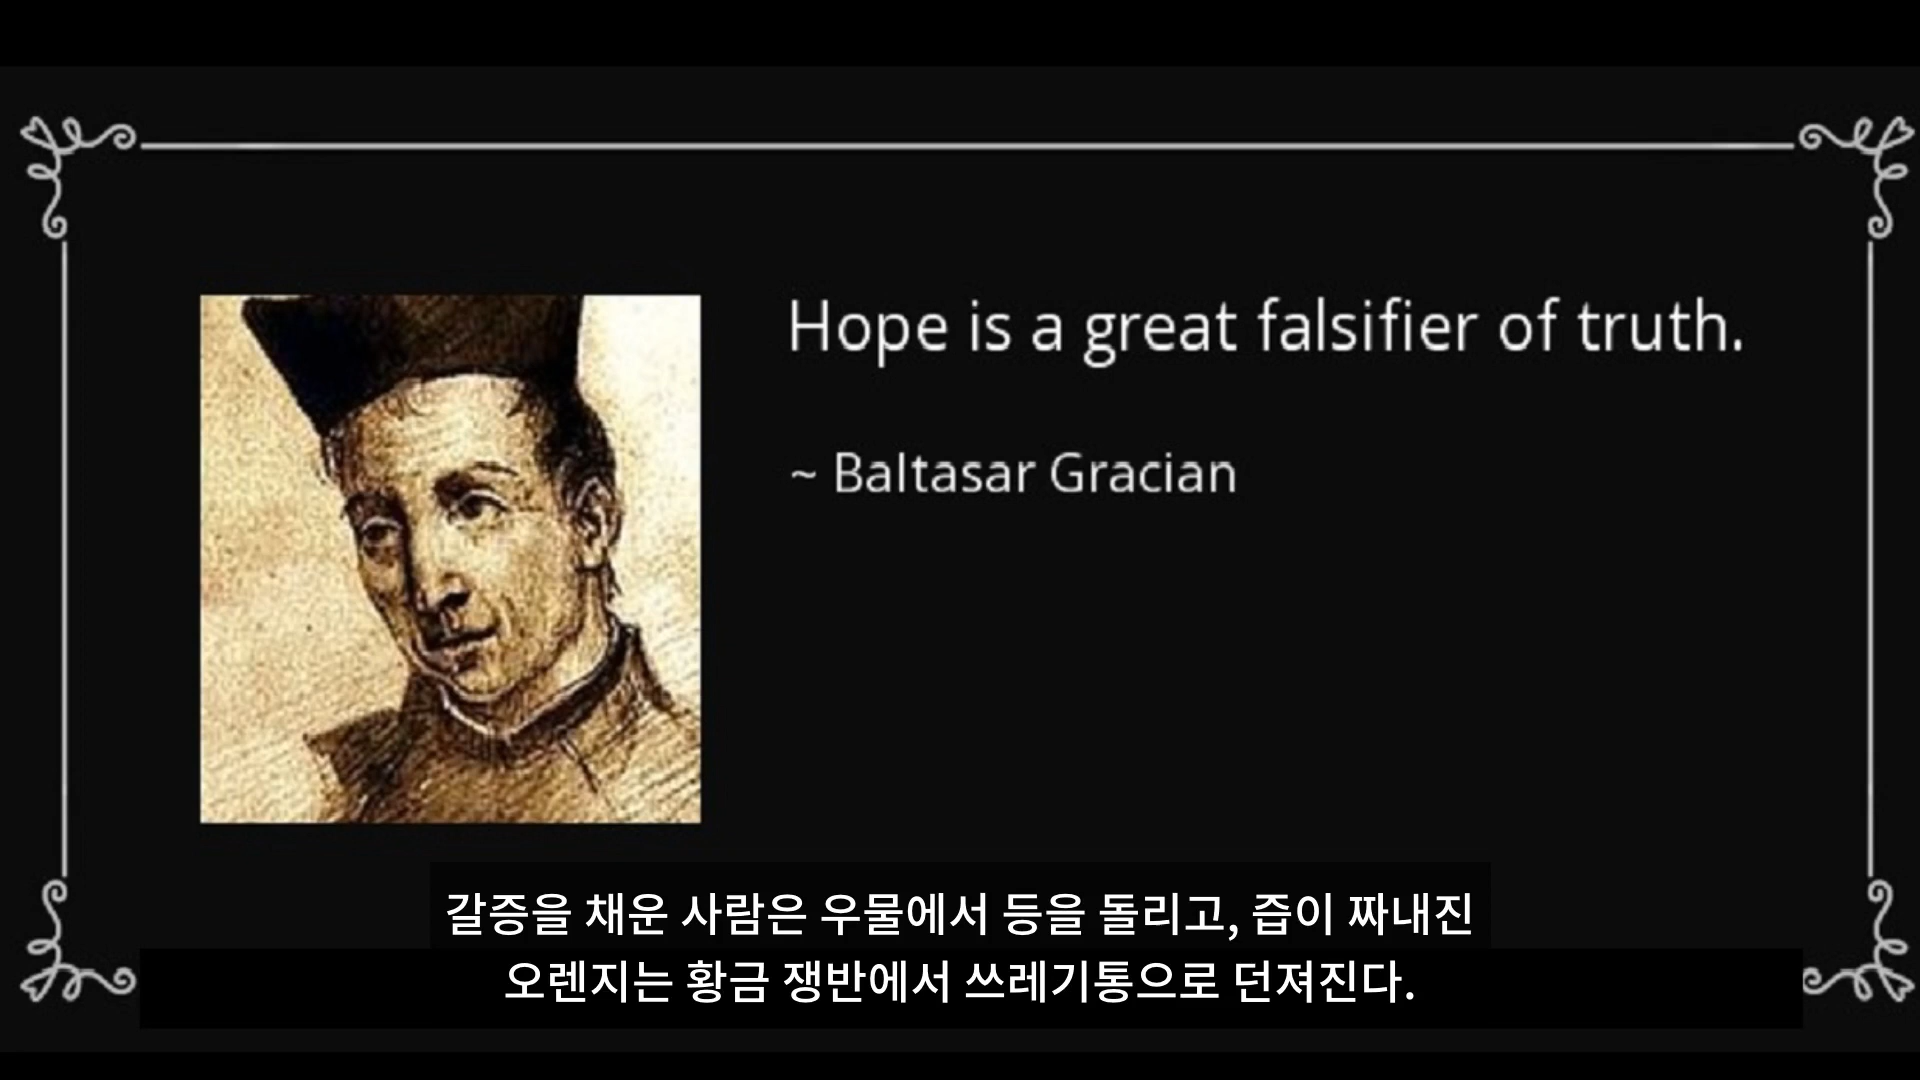 Hope is a great falsifier of truth.
~ Baltasar Gracian
갈증을 채운 사람은 우물에서 등을 돌리고, 즙이 짜내진
오렌지는 황금 쟁반에서 쓰레기통으로 던져진다.